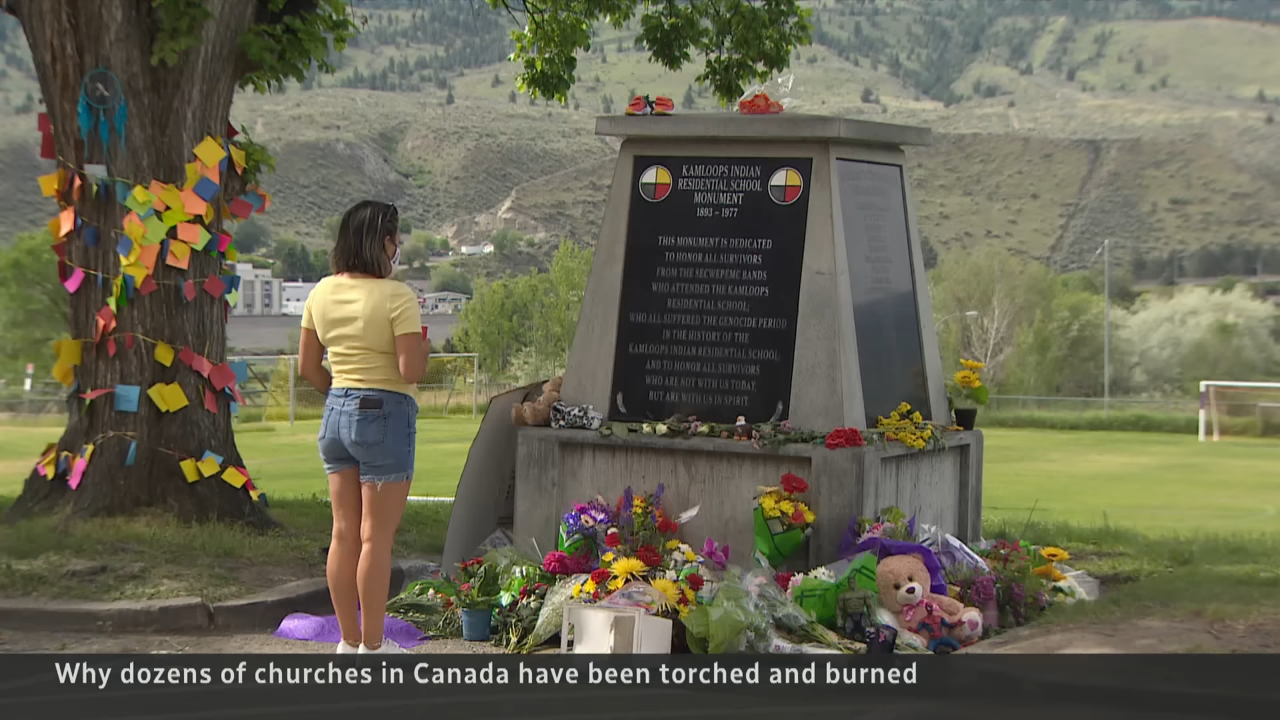 KAMLOOPS INDIAN
RESIDENTIAL SCHOOL
MONUMENT
1893 – 1977
THIS MONUMENT IS DEDICATED
TO HONOR ALL SURVIVORS
FROM THE SECWEPEMC BANDS
WHO ATTENDED THE KAMLOOPS
RESIDENTIAL SCHOOL;
WHO ALL SUFFERED THE GENOCIDE PERIOD
IN THE HISTORY OF THE
KAMLOOPS INDIAN RESIDENTIAL SCHOOL;
AND TO HONOR ALL SURVIVORS
WHO ARE NOT WITH US TODAY,
BUT ARE WITH US IN SPIRIT.
Why dozens of churches in Canada have been torched and burned